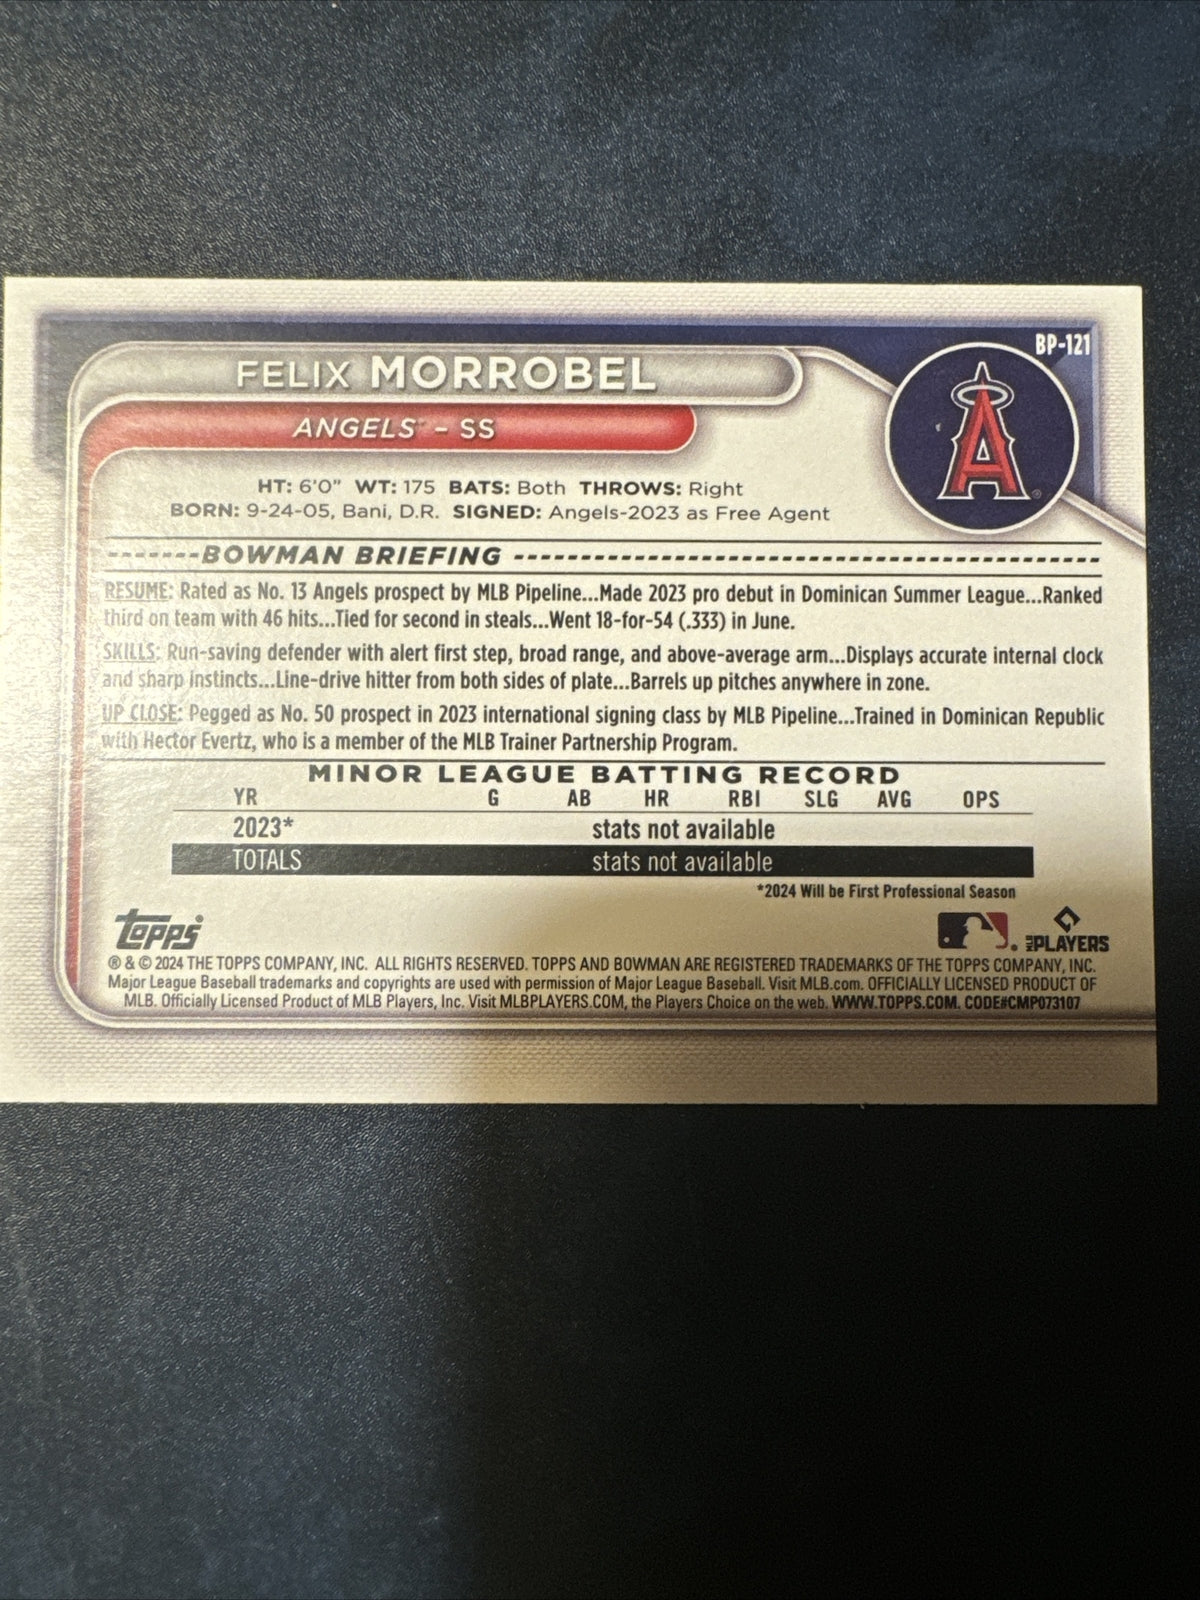 BP-121
FELIX MORROBEL
ANGELS - SS
A
HT: 6'0" WT: 175 BATS: Both THROWS: Right
BORN: 9-24-05, Bani, D.R. SIGNED: Angels-2023 as Free Agent
BOWMAN BRIEFING
RESUME: Rated as No. 13 Angels prospect by MLB Pipeline...Made 2023 pro debut in Dominican Summer League...Ranked
third on team with 46 hits...Tied for second in steals...Went 18-for-54 (.333) in June.
SKILLS: Run-saving defender with alert first step, broad range, and above-average arm...Displays accurate internal clock
and sharp instincts...Line-drive hitter from both sides of plate...Barrels up pitches anywhere in zone.
UP CLOSE: Pegged as No. 50 prospect in 2023 international signing class by MLB Pipeline...Trained in Dominican Republic
with Hector Evertz, who is a member of the MLB Trainer Partnership Program.
MINOR LEAGUE BATTING RECORD
YR G AB HR RBI SLG AVG OPS
2023* stats not available
TOTALS stats not available
*2024 Will be First Professional Season
Topps
MLB PLAYERS
® & © 2024 THE TOPPS COMPANY, INC. ALL RIGHTS RESERVED. TOPPS AND BOWMAN ARE REGISTERED TRADEMARKS OF THE TOPPS COMPANY, INC.
Major League Baseball trademarks and copyrights are used with permission of Major League Baseball. Visit MLB.com. OFFICIALLY LICENSED PRODUCT OF
MLB. Officially Licensed Product of MLB Players, Inc. Visit MLBPLAYERS.COM, the Players Choice on the web. WWW.TOPPS.COM. CODE#CMP073107